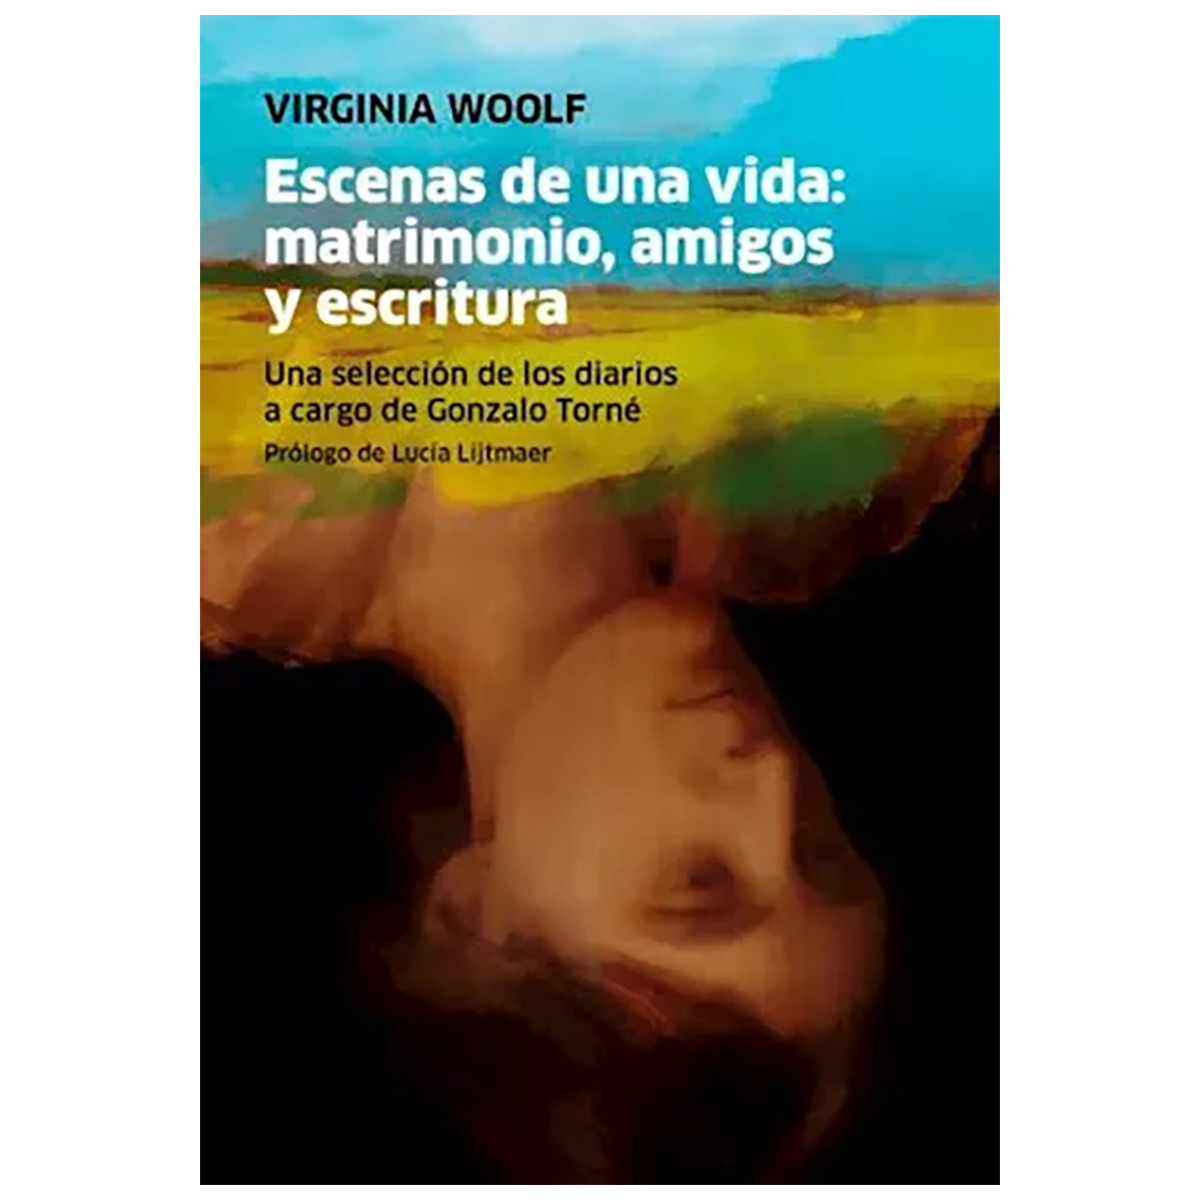 VIRGINIA WOOLF
Escenas de una vida:
matrimonio, amigos
y escritura
Una selección de los diarios
a cargo de Gonzalo Torné
Prólogo de Lucía Lijtmaer